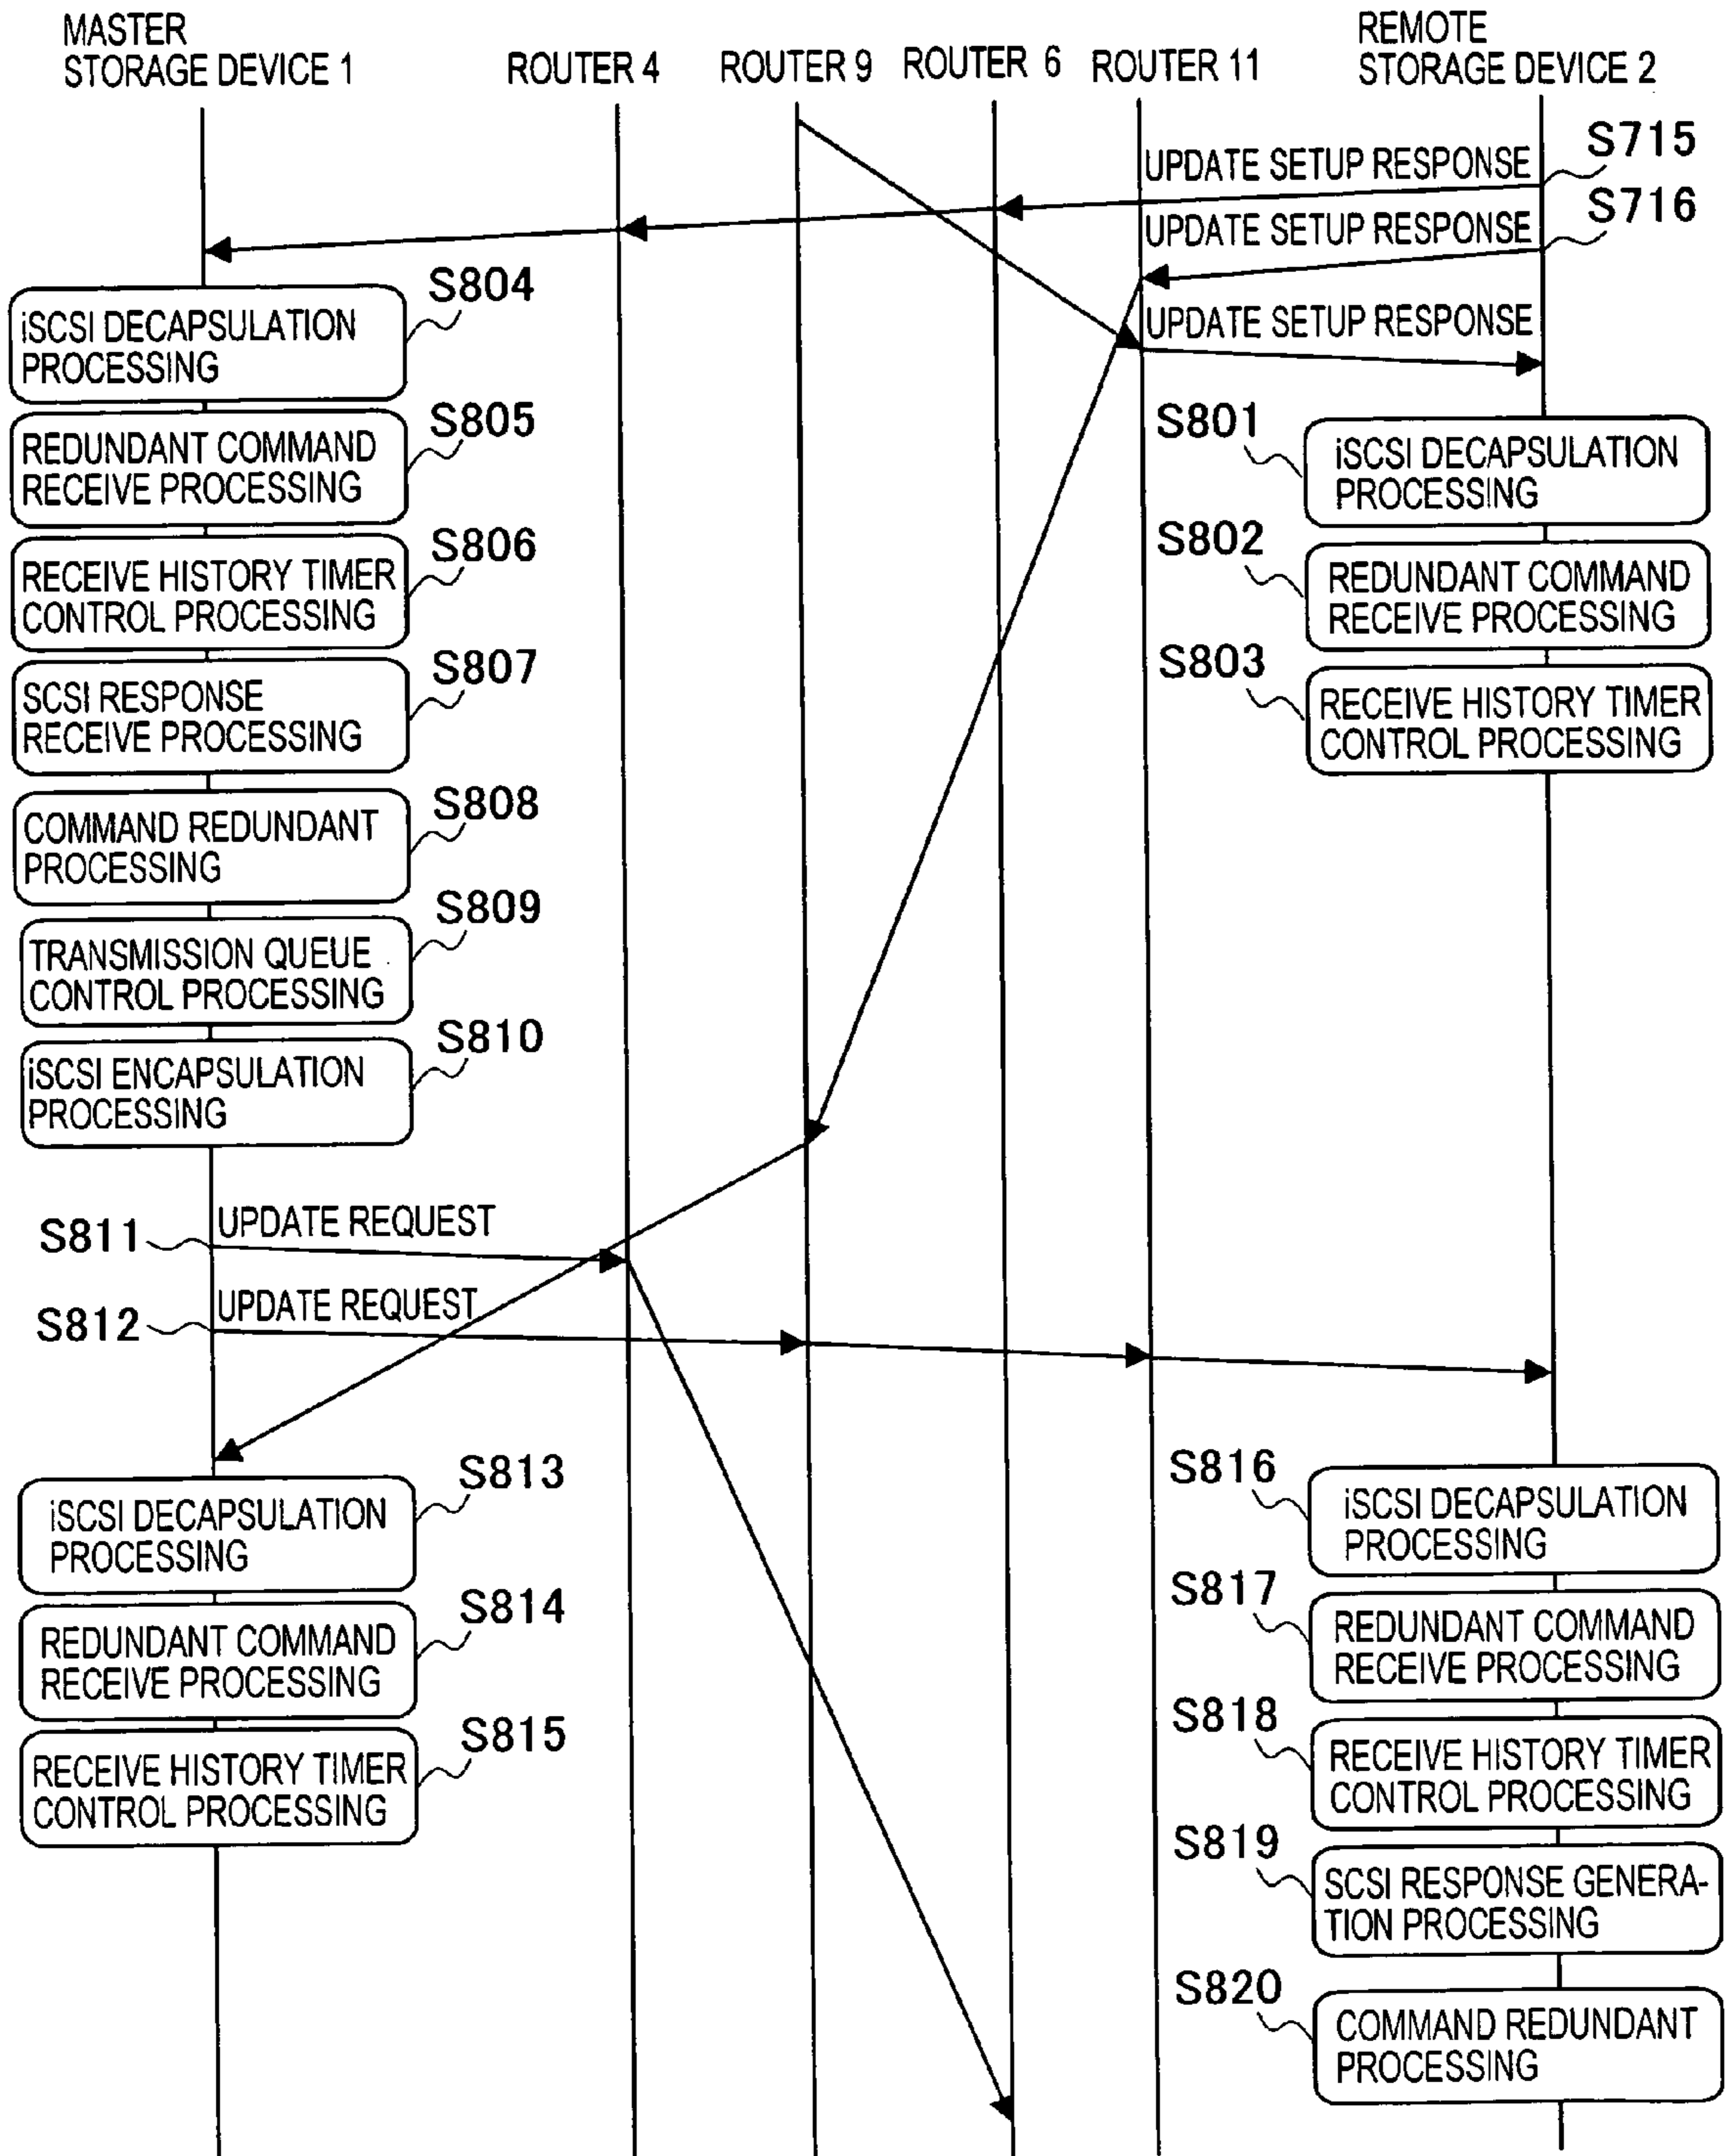 MASTER
STORAGE DEVICE 1
ROUTER 4
ROUTER 9
ROUTER 6
ROUTER 11
REMOTE
STORAGE DEVICE 2
UPDATE SETUP RESPONSE
S715
UPDATE SETUP RESPONSE
S716
UPDATE SETUP RESPONSE
S804
iSCSI DECAPSULATION
PROCESSING
S805
REDUNDANT COMMAND
RECEIVE PROCESSING
S806
RECEIVE HISTORY TIMER
CONTROL PROCESSING
S807
SCSI RESPONSE
RECEIVE PROCESSING
S808
COMMAND REDUNDANT
PROCESSING
S809
TRANSMISSION QUEUE
CONTROL PROCESSING
S810
iSCSI ENCAPSULATION
PROCESSING
S801
iSCSI DECAPSULATION
PROCESSING
S802
REDUNDANT COMMAND
RECEIVE PROCESSING
S803
RECEIVE HISTORY TIMER
CONTROL PROCESSING
S811
UPDATE REQUEST
S812
UPDATE REQUEST
S813
iSCSI DECAPSULATION
PROCESSING
S814
REDUNDANT COMMAND
RECEIVE PROCESSING
S815
RECEIVE HISTORY TIMER
CONTROL PROCESSING
S816
iSCSI DECAPSULATION
PROCESSING
S817
REDUNDANT COMMAND
RECEIVE PROCESSING
S818
RECEIVE HISTORY TIMER
CONTROL PROCESSING
S819
SCSI RESPONSE GENERA-
TION PROCESSING
S820
COMMAND REDUNDANT
PROCESSING